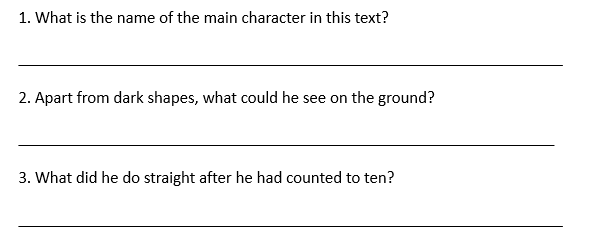 1. What is the name of the main character in this text?
2. Apart from dark shapes, what could he see on the ground?
3. What did he do straight after he had counted to ten?